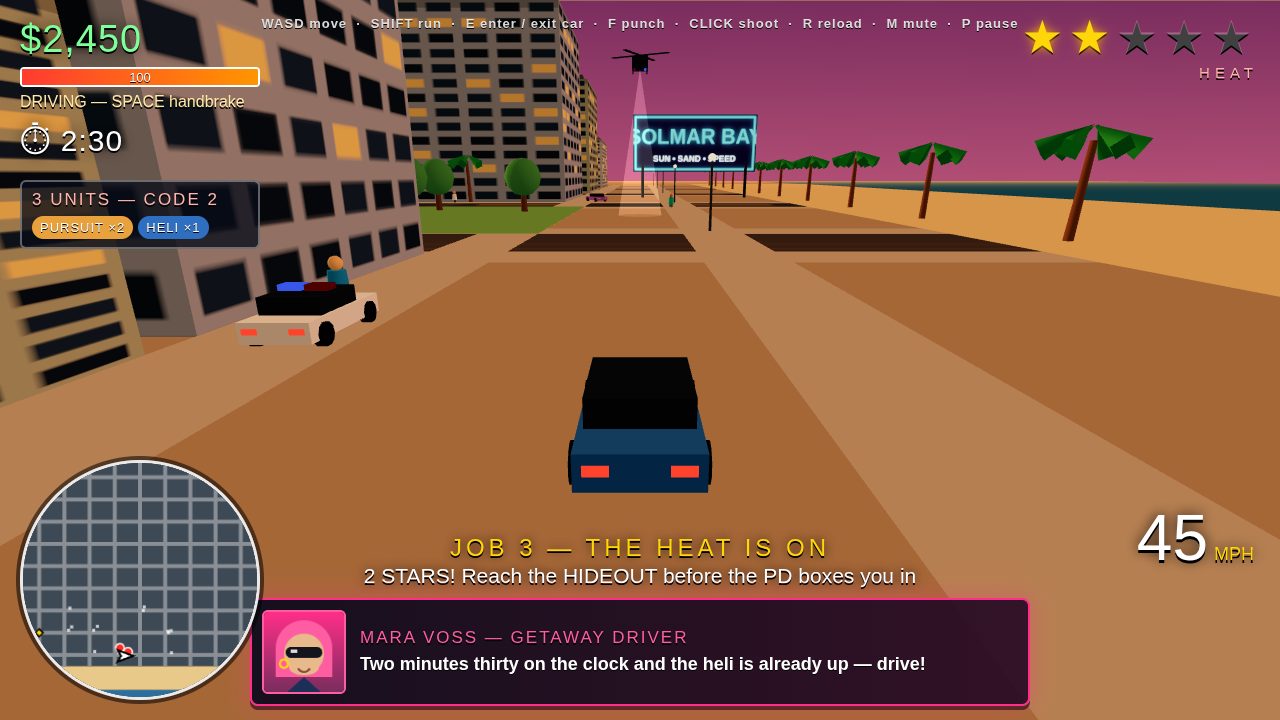 $2,450
WASD move · SHIFT run · E enter / exit car · F punch · CLICK shoot · R reload · M mute · P pause
100
HEAT
DRIVING — SPACE handbrake
2:30
SOLMAR BAY
SUN • SAND • SPEED
3 UNITS — CODE 2
PURSUIT ×2
HELI ×1
45 MPH
JOB 3 — THE HEAT IS ON
2 STARS! Reach the HIDEOUT before the PD boxes you in
MARA VOSS — GETAWAY DRIVER
Two minutes thirty on the clock and the heli is already up — drive!